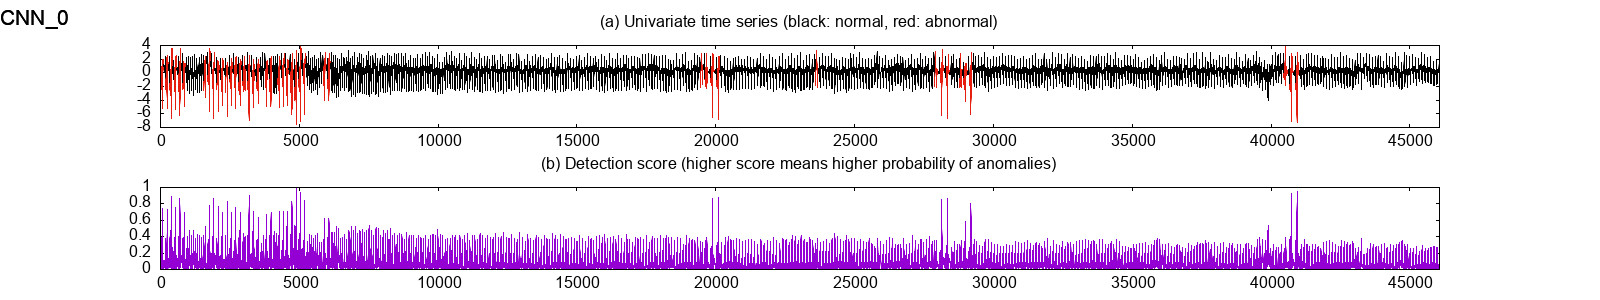 CNN_0
(a) Univariate time series (black: normal, red: abnormal)
4
2
0
-2
-4
-6
-8
0 5000 10000 15000 20000 25000 30000 35000 40000 45000
(b) Detection score (higher score means higher probability of anomalies)
1
0.8
0.6
0.4
0.2
0
0 5000 10000 15000 20000 25000 30000 35000 40000 45000